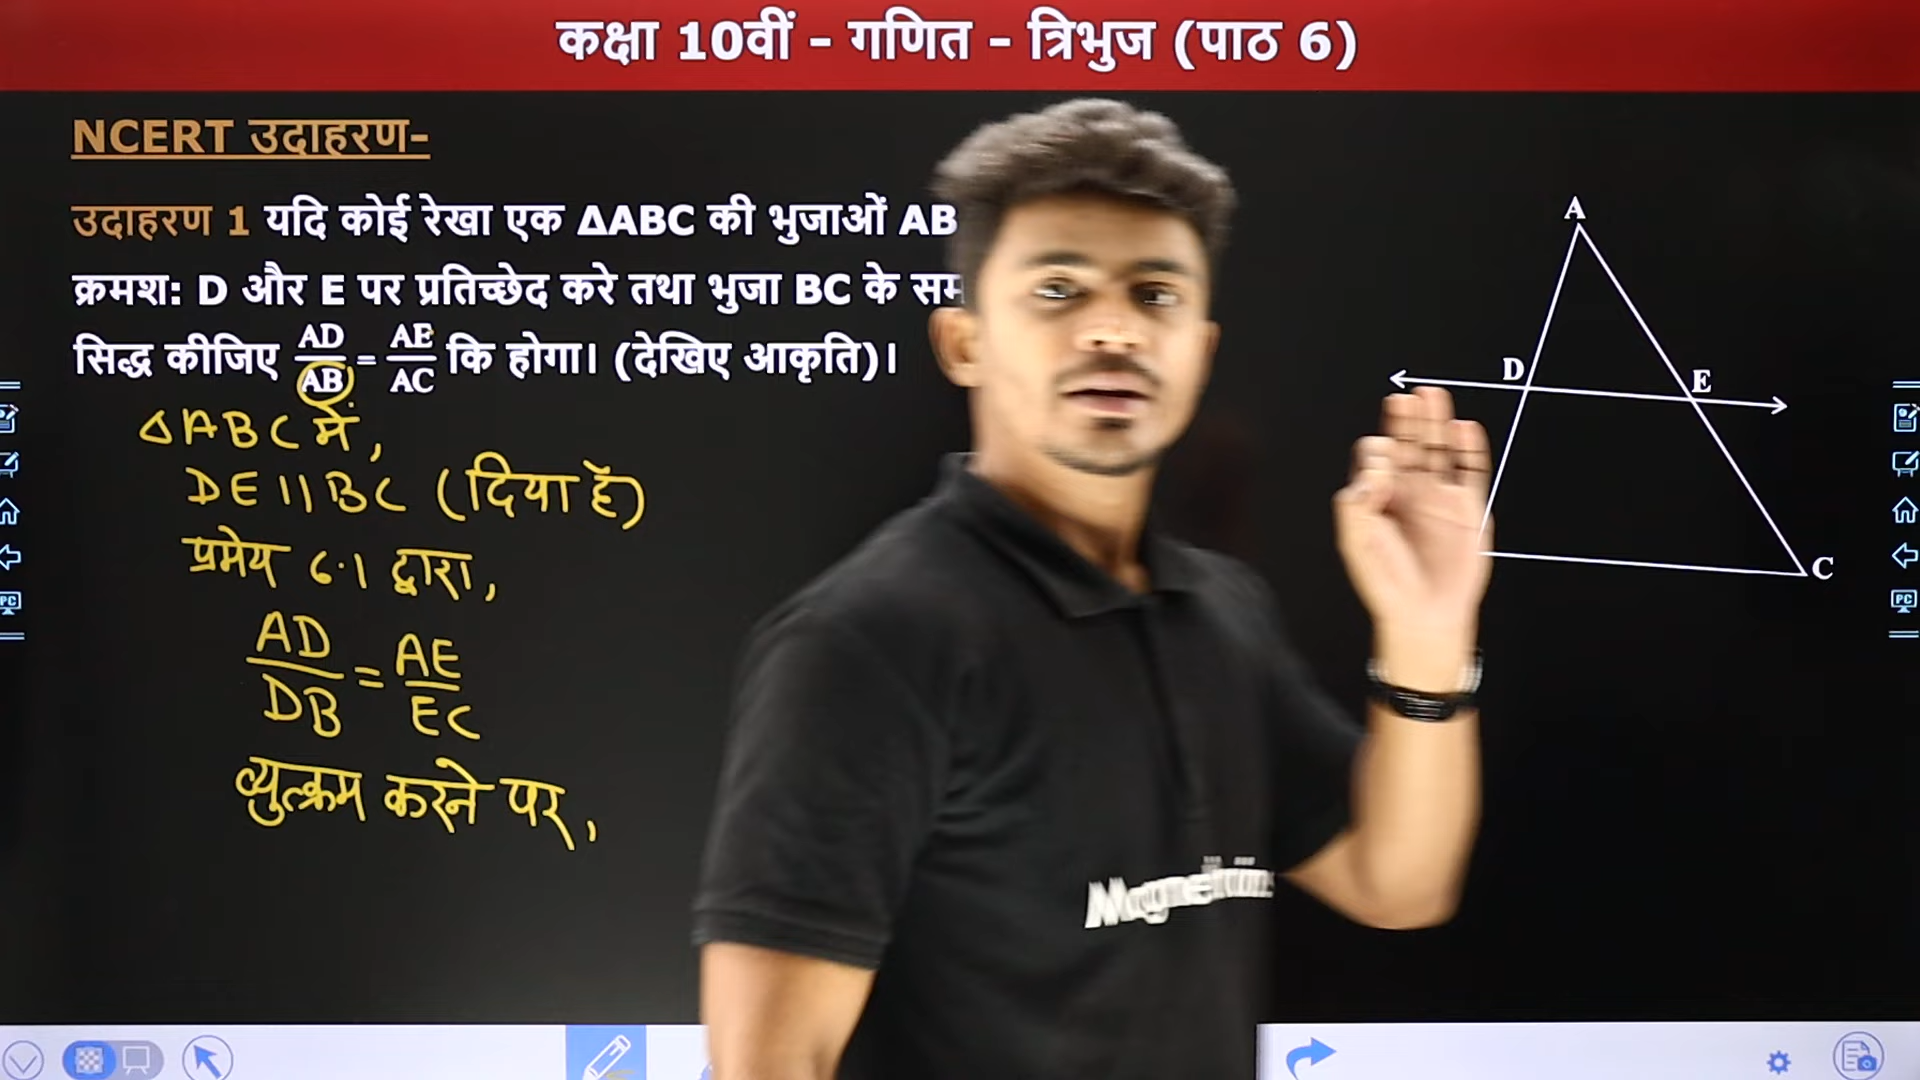 कक्षा 10वीं - गणित - त्रिभुज (पाठ 6)
NCERT उदाहरण-
उदाहरण 1 यदि कोई रेखा एक ΔABC की भुजाओं AB
क्रमश: D और E पर प्रतिच्छेद करे तथा भुजा BC के
सिद्ध कीजिए AD/AB = AE/AC कि होगा। (देखिए आकृति)।
ΔABC में,
DE||BC (दिया है)
प्रमेय 6.1 द्वारा,
AD/DB = AE/EC
व्युत्क्रम करने पर,
A
D
E
C
PC
PC